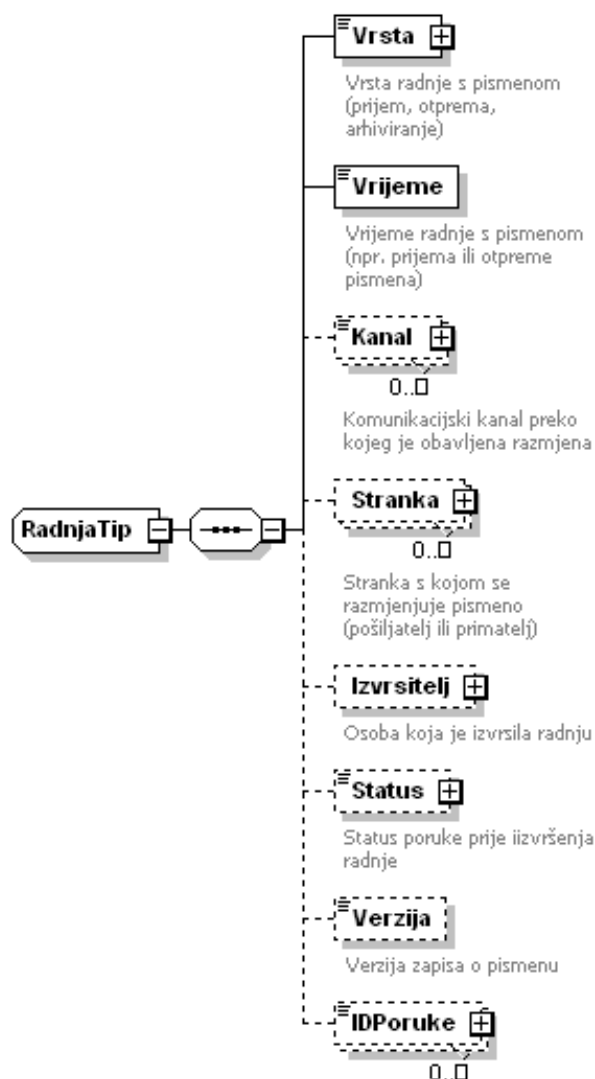 Vrsta
Vrsta radnje s pismenom
(prijem, otprema,
arhiviranje)
Vrijeme
Vrijeme radnje s pismenom
(npr. prijema ili otpreme
pismena)
Kanal
0..□
Komunikacijski kanal preko
kojeg je obavljena razmjena
RadnjaTip
Stranka
0..□
Stranka s kojom se
razmjenjuje pismeno
(pošiljatelj ili primatelj)
Izvrsitelj
Osoba koja je izvrsila radnju
Status
Status poruke prije iizvršenja
radnje
Verzija
Verzija zapisa o pismenu
IDPoruke
0..□